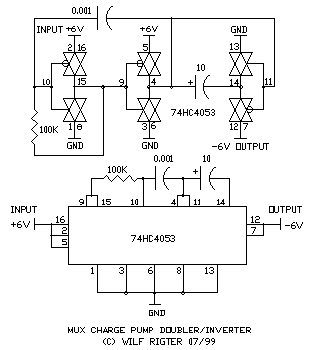 0.001
INPUT +6V +6V GND
2 16 5 13
10 15 9 4 + 10 14 11
100K 1 8 3 6 74HC4053 12 7
GND GND -6V OUTPUT
100K 0.001 10
+
9 15 10 4 11 14
INPUT OUTPUT
+6V 16 12 -6V
2 7
5 74HC4053
1 3 6 8 13
GND
MUX CHARGE PUMP DOUBLER/INVERTER
(C) WILF RIGTER 07/99